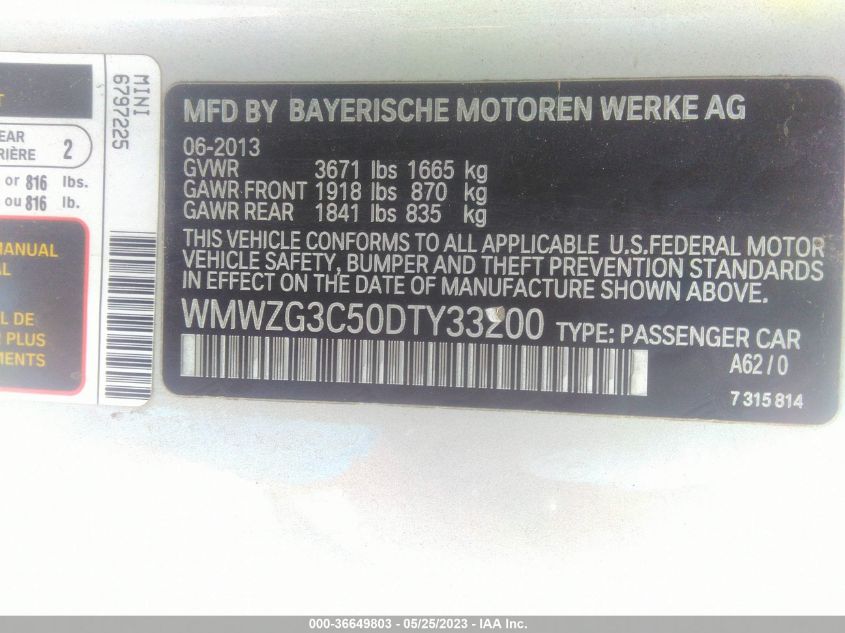 MINI
6797225
T
EAR
RIÈRE
2
or 816 lbs.
ou 816 lb.
MANUAL
AL
L DE
R PLUS
MENTS
MFD BY BAYERISCHE MOTOREN WERKE AG
06-2013
GVWR 3671 lbs 1665 kg
GAWR FRONT 1918 lbs 870 kg
GAWR REAR 1841 lbs 835 kg
THIS VEHICLE CONFORMS TO ALL APPLICABLE U.S.FEDERAL MOTOR
VEHICLE SAFETY, BUMPER AND THEFT PREVENTION STANDARDS
IN EFFECT ON THE DATE OF MANUFACTURE SHOWN ABOVE.
WMWZG3C50DTY33200 TYPE: PASSENGER CAR
A62/0
7 315 814
000-36649803 - 05/25/2023 - IAA Inc.